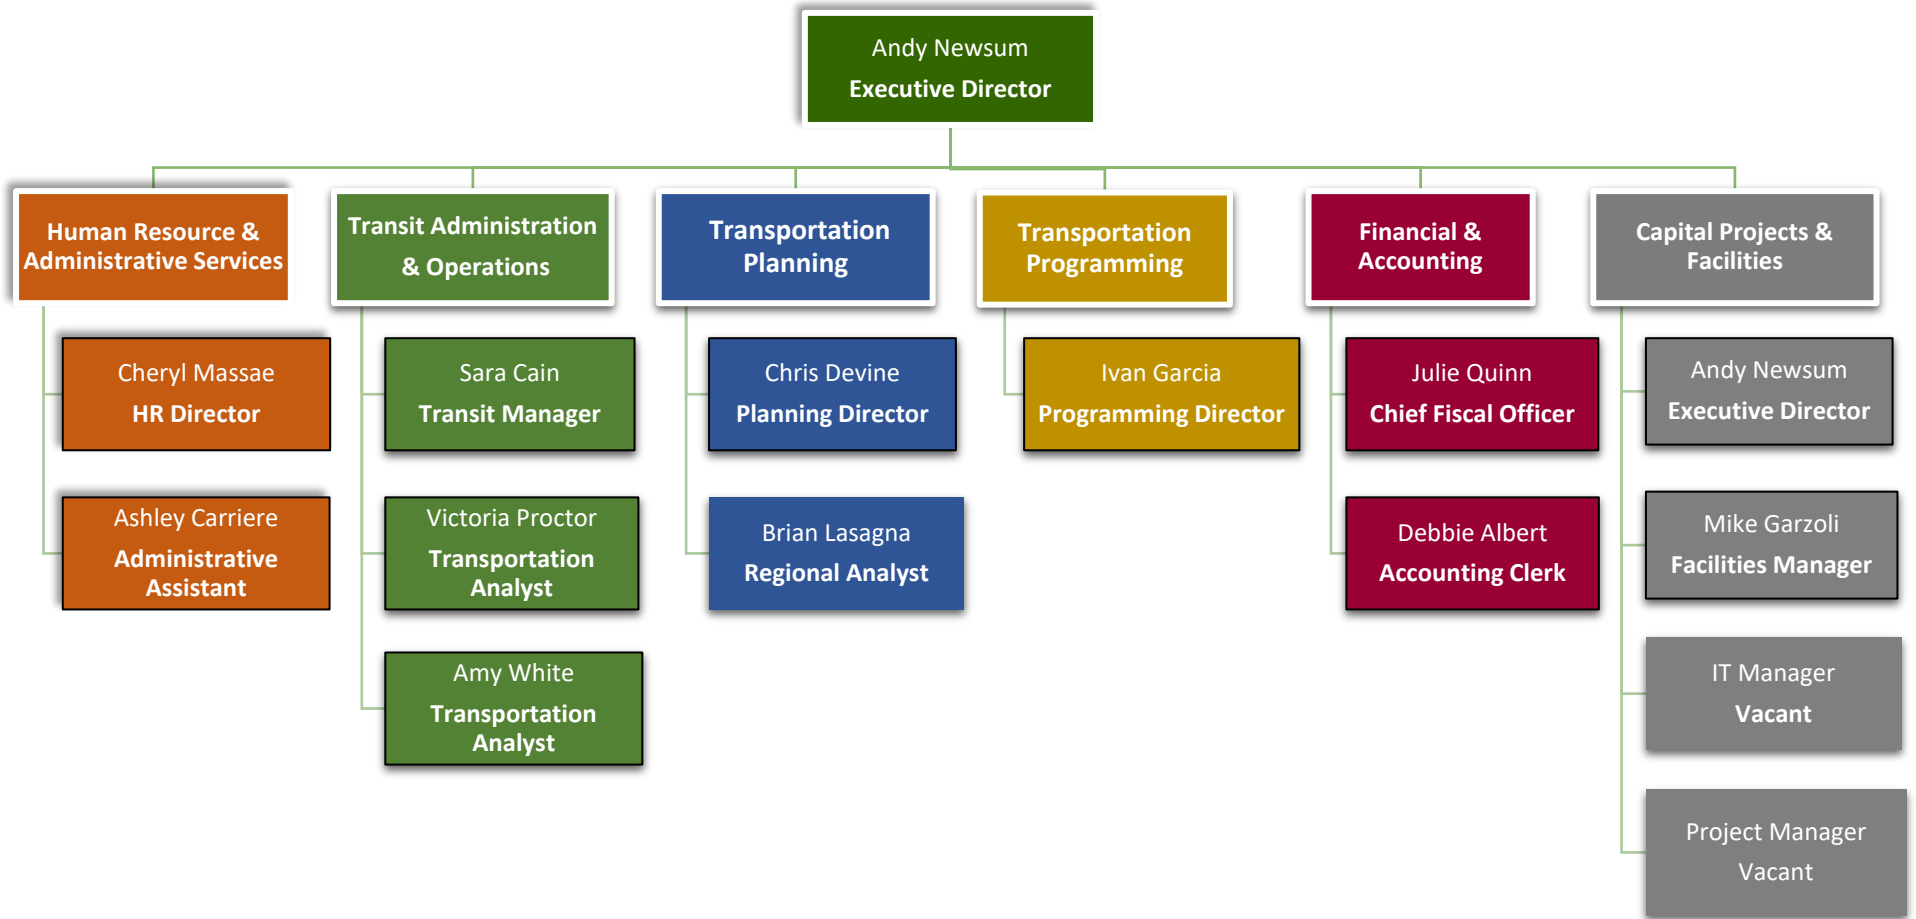 Andy Newsum
Executive Director
Human Resource &
Administrative Services
Transit Administration
& Operations
Transportation
Planning
Transportation
Programming
Financial &
Accounting
Capital Projects &
Facilities
Cheryl Massae
HR Director
Sara Cain
Transit Manager
Chris Devine
Planning Director
Ivan Garcia
Programming Director
Julie Quinn
Chief Fiscal Officer
Andy Newsum
Executive Director
Ashley Carriere
Administrative
Assistant
Victoria Proctor
Transportation
Analyst
Brian Lasagna
Regional Analyst
Debbie Albert
Accounting Clerk
Mike Garzoli
Facilities Manager
Amy White
Transportation
Analyst
IT Manager
Vacant
Project Manager
Vacant